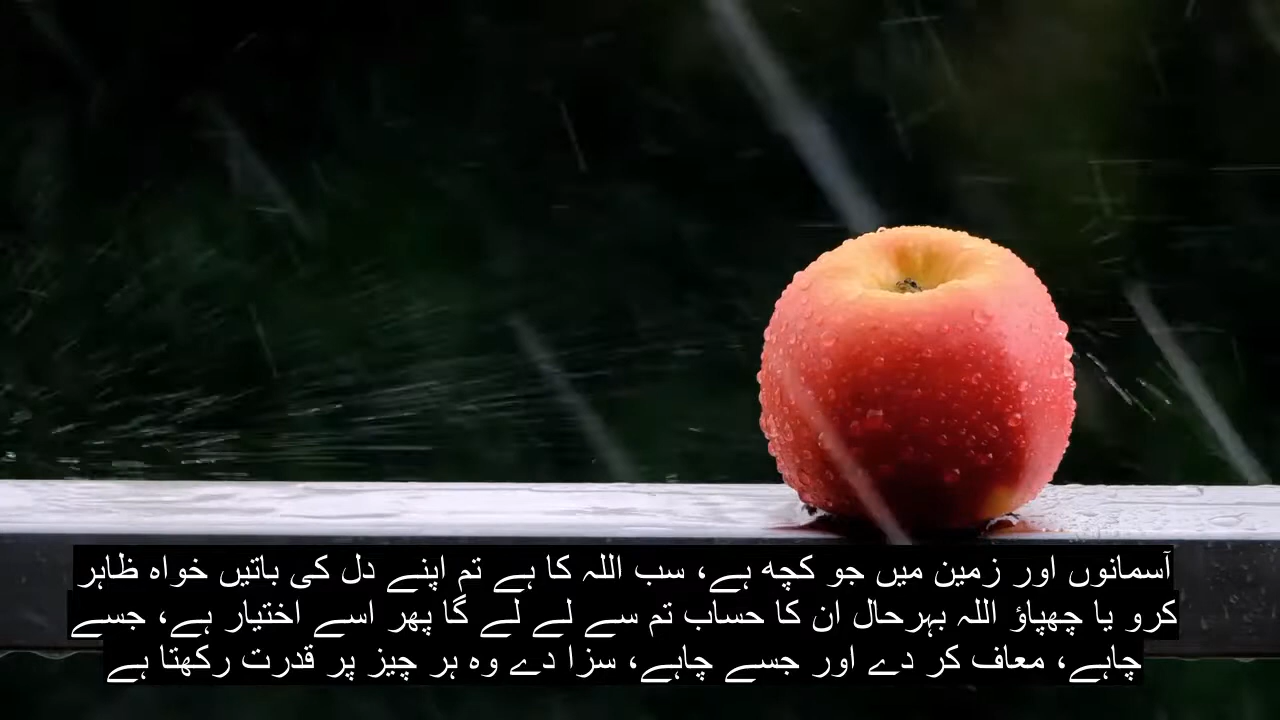 آسمانوں اور زمین میں جو کچھ ہے، سب اللہ کا ہے تم اپنے دل کی باتیں خواہ ظاہر
کرو یا چھپاؤ اللہ بہرحال ان کا حساب تم سے لے لے گا پھر اسے اختیار ہے، جسے
چاہے، معاف کر دے اور جسے چاہے، سزا دے وہ ہر چیز پر قدرت رکھتا ہے